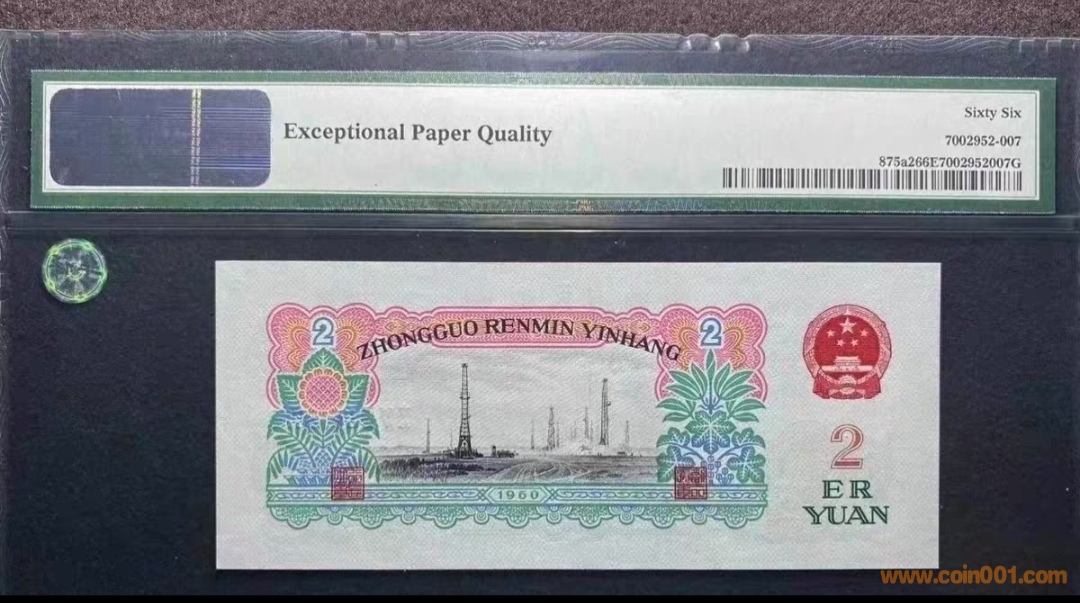 Sixty Six
Exceptional Paper Quality
7002952-007
875a266E7002952007G
2
ZHONGGUO RENMIN YINHANG
2
2
ER
YUAN
1960
www.coin001.com